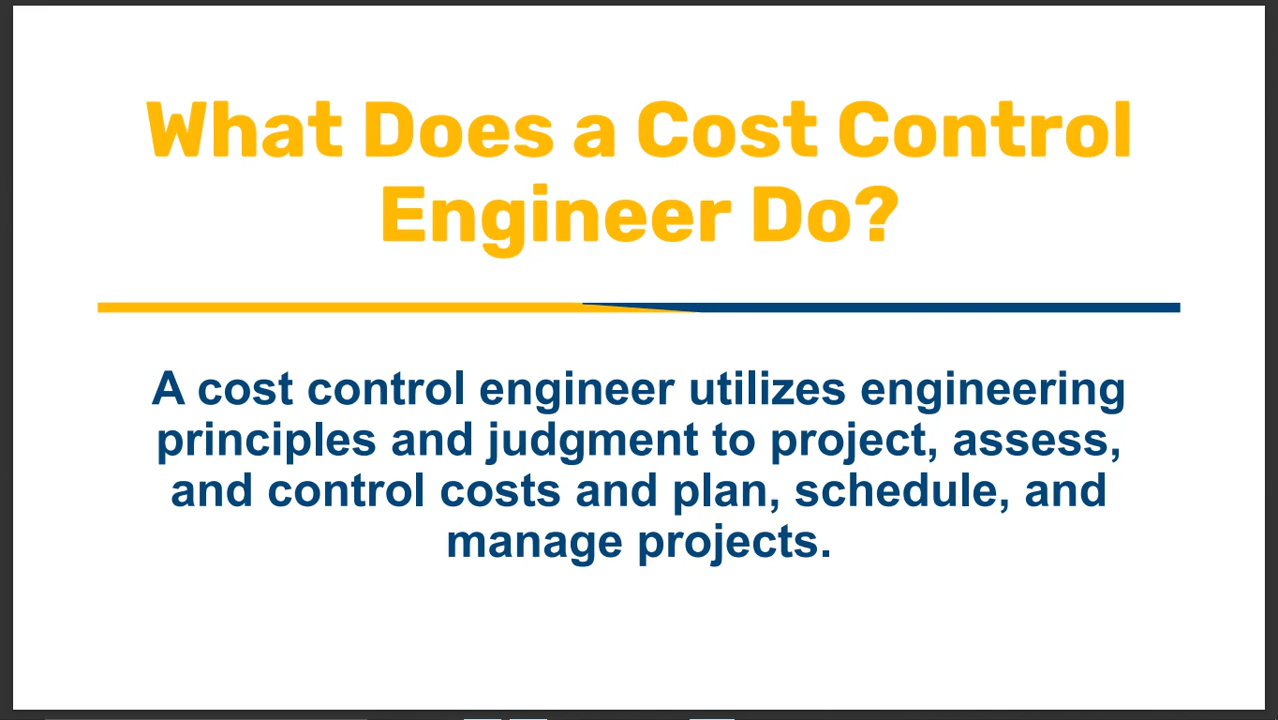 What Does a Cost Control
Engineer Do?
A cost control engineer utilizes engineering
principles and judgment to project, assess,
and control costs and plan, schedule, and
manage projects.